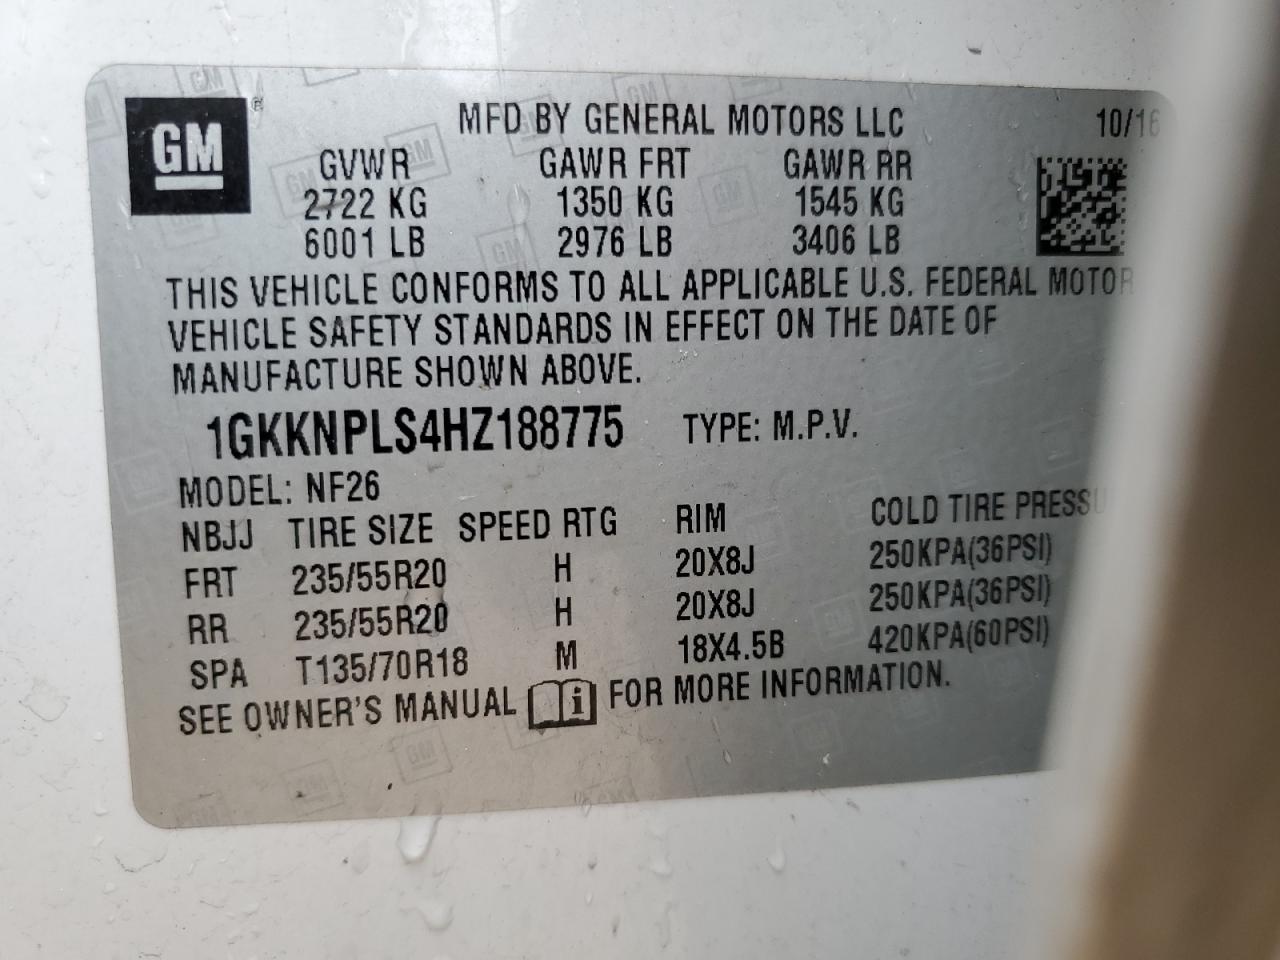 GM ® MFD BY GENERAL MOTORS LLC 10/16
GVWR GAWR FRT GAWR RR
2722 KG 1350 KG 1545 KG
6001 LB 2976 LB 3406 LB
THIS VEHICLE CONFORMS TO ALL APPLICABLE U.S. FEDERAL MOTOR
VEHICLE SAFETY STANDARDS IN EFFECT ON THE DATE OF
MANUFACTURE SHOWN ABOVE.
1GKKNPLS4HZ188775 TYPE: M.P.V.
MODEL: NF26
NBJJ TIRE SIZE SPEED RTG RIM COLD TIRE PRESSU
FRT 235/55R20 H 20X8J 250KPA(36PSI)
RR 235/55R20 H 20X8J 250KPA(36PSI)
SPA T135/70R18 M 18X4.5B 420KPA(60PSI)
SEE OWNER'S MANUAL i FOR MORE INFORMATION.